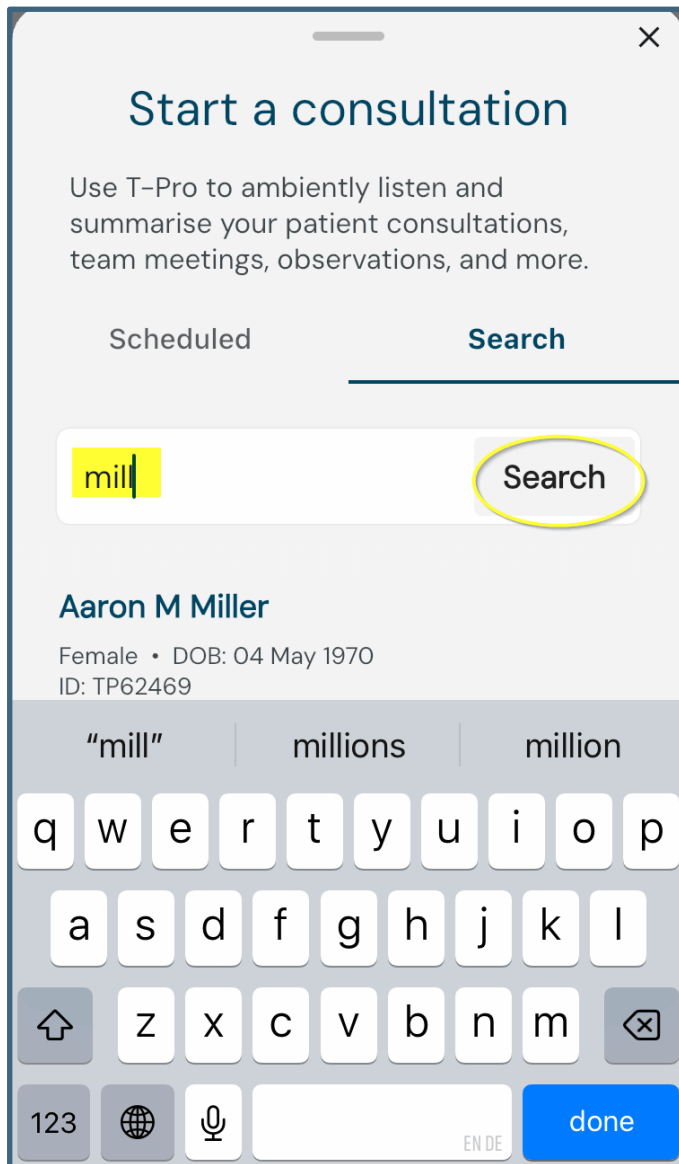 Start a consultation
Use T-Pro to ambiently listen and
summarise your patient consultations,
team meetings, observations, and more.
Scheduled Search
mill Search
Aaron M Miller
Female • DOB: 04 May 1970
ID: TP62469
“mill” millions million
q w e r t y u i o p
a s d f g h j k l
z x c v b n m
123 EN DE done